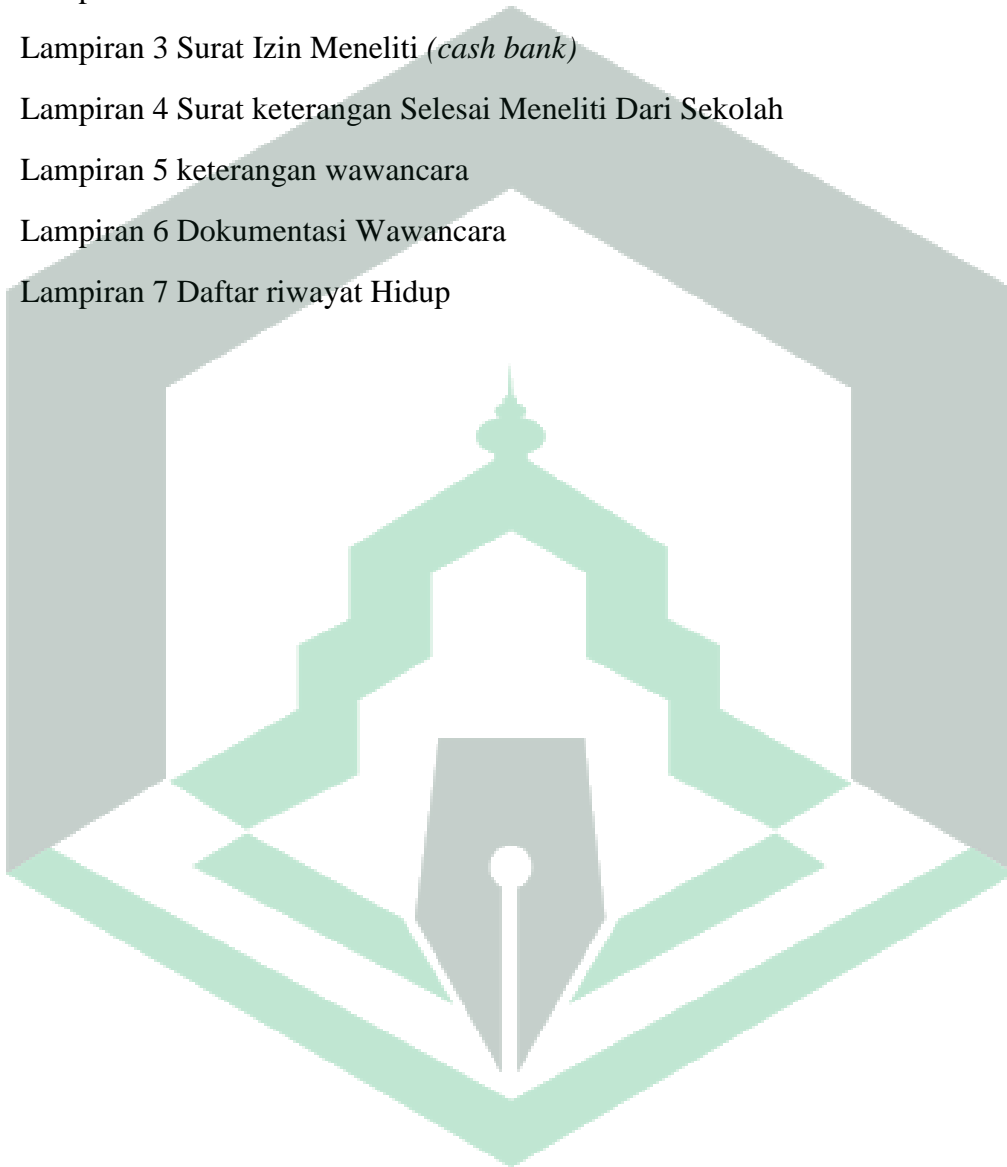 Lampiran 3 Surat Izin Meneliti (cash bank)
Lampiran 4 Surat keterangan Selesai Meneliti Dari Sekolah
Lampiran 5 keterangan wawancara
Lampiran 6 Dokumentasi Wawancara
Lampiran 7 Daftar riwayat Hidup